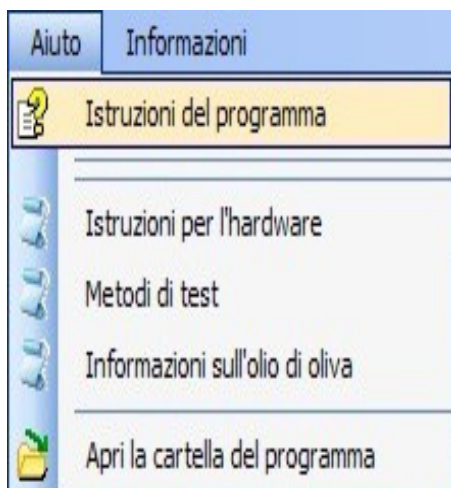 Aiuto Informazioni
Istruzioni del programma
Istruzioni per l'hardware
Metodi di test
Informazioni sull'olio di oliva
Apri la cartella del programma